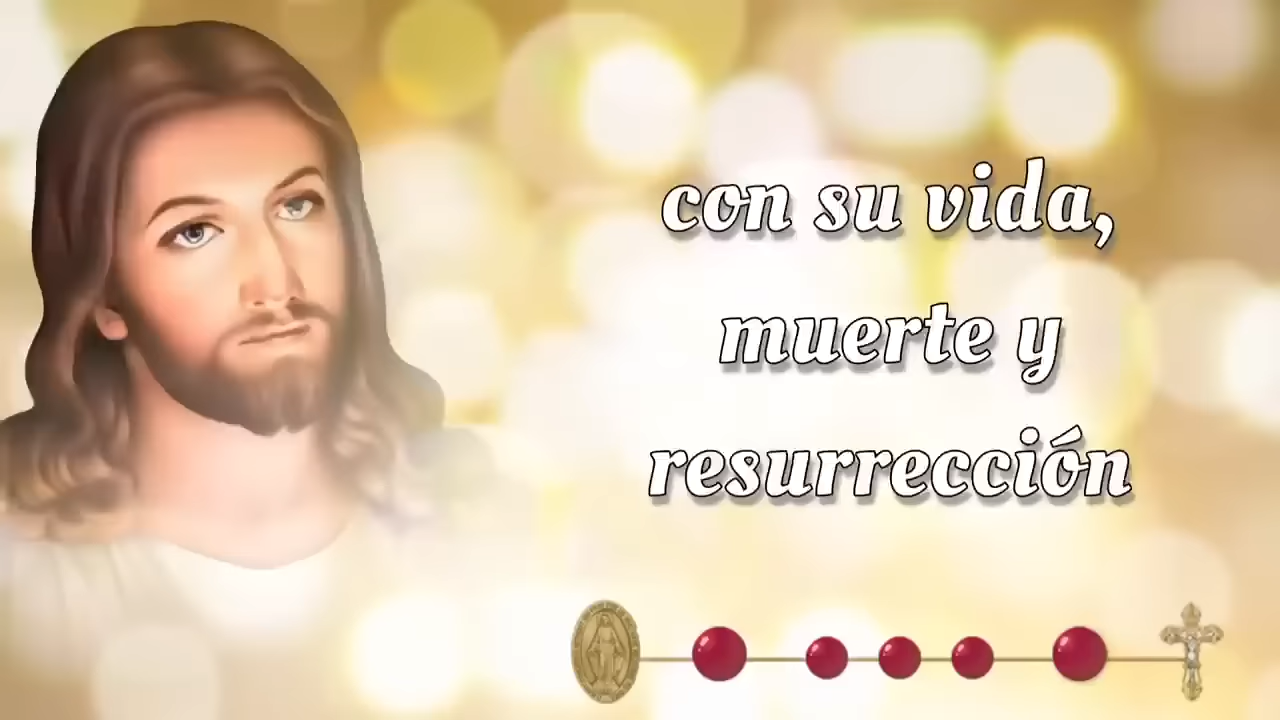 con su vida,
muerte y
resurrección